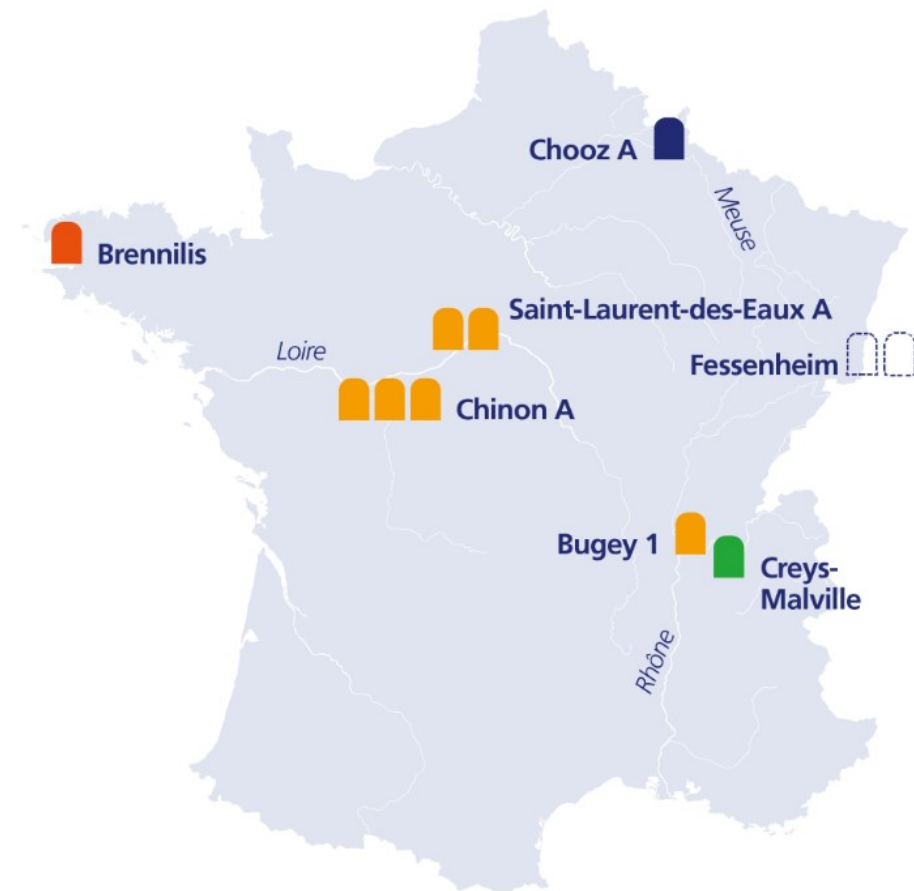 Chooz A
Meuse
Brennilis
Saint-Laurent-des-Eaux A
Loire
Fessenheim
Chinon A
Bugey 1
Creys-
Malville
Rhône